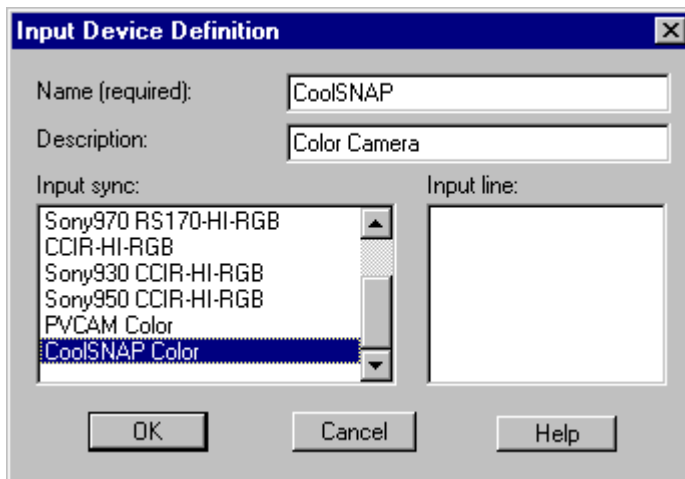 Input Device Definition
Name (required):
CoolSNAP
Description:
Color Camera
Input sync:
Input line:
Sony970 RS170-HI-RGB
CCIR-HI-RGB
Sony930 CCIR-HI-RGB
Sony950 CCIR-HI-RGB
PVCAM Color
CoolSNAP Color
OK
Cancel
Help